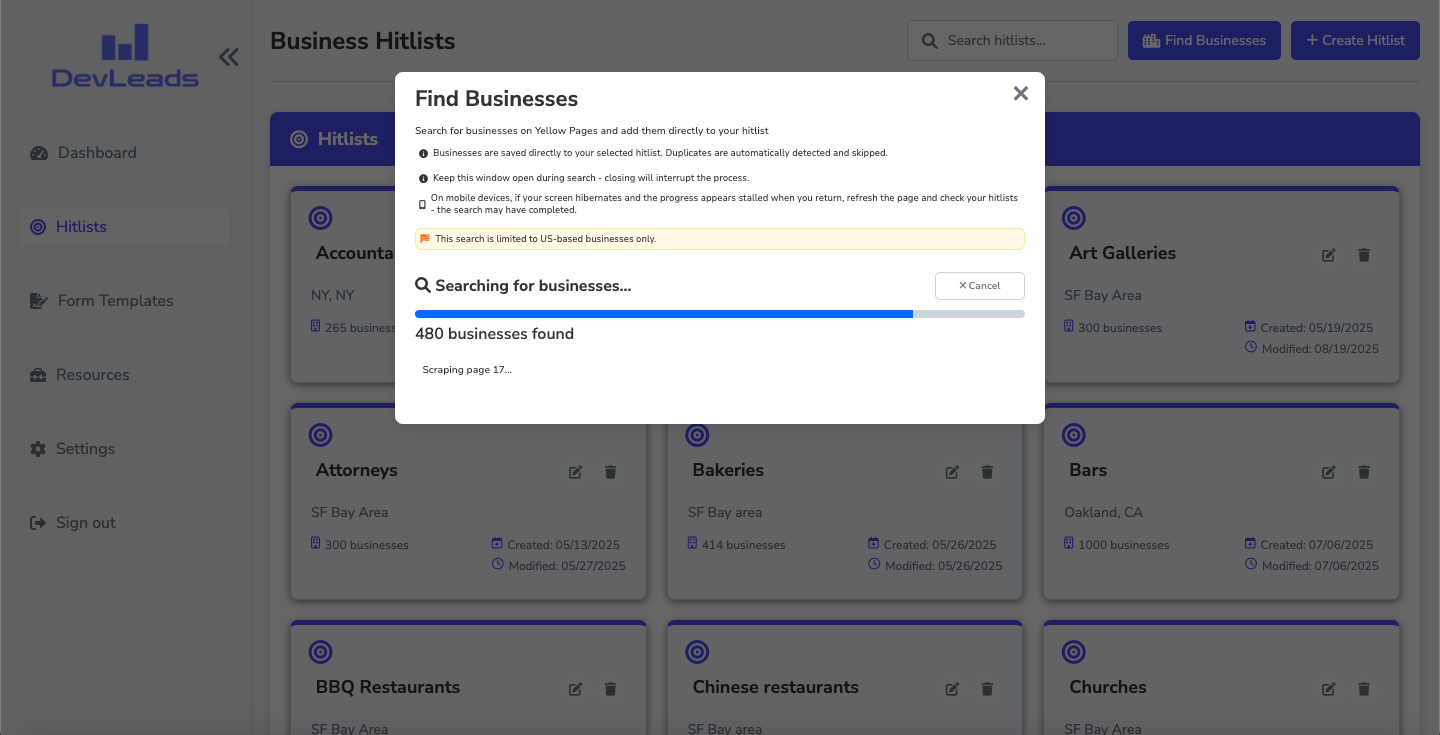 DevLeads
Dashboard
Hitlists
Form Templates
Resources
Settings
Sign out
Business Hitlists
Search hitlists...
Find Businesses
+ Create Hitlist
Hitlists
Find Businesses
Search for businesses on Yellow Pages and add them directly to your hitlist
Businesses are saved directly to your selected hitlist. Duplicates are automatically detected and skipped.
Keep this window open during search - closing will interrupt the process.
On mobile devices, if your screen hibernates and the progress appears stalled when you return, refresh the page and check your hitlists
- the search may have completed.
This search is limited to US-based businesses only.
Searching for businesses...
Cancel
480 businesses found
Scraping page 17...
NY, NY
Art Galleries
SF Bay Area
300 businesses
Created: 05/19/2025
Modified: 08/19/2025
Attorneys
SF Bay Area
300 businesses
Created: 05/13/2025
Modified: 05/27/2025
Bakeries
SF Bay area
414 businesses
Created: 05/26/2025
Modified: 05/26/2025
Bars
Oakland, CA
1000 businesses
Created: 07/06/2025
Modified: 07/06/2025
BBQ Restaurants
SF Bay Area
Chinese restaurants
SF Bay area
Churches
SF Bay Area